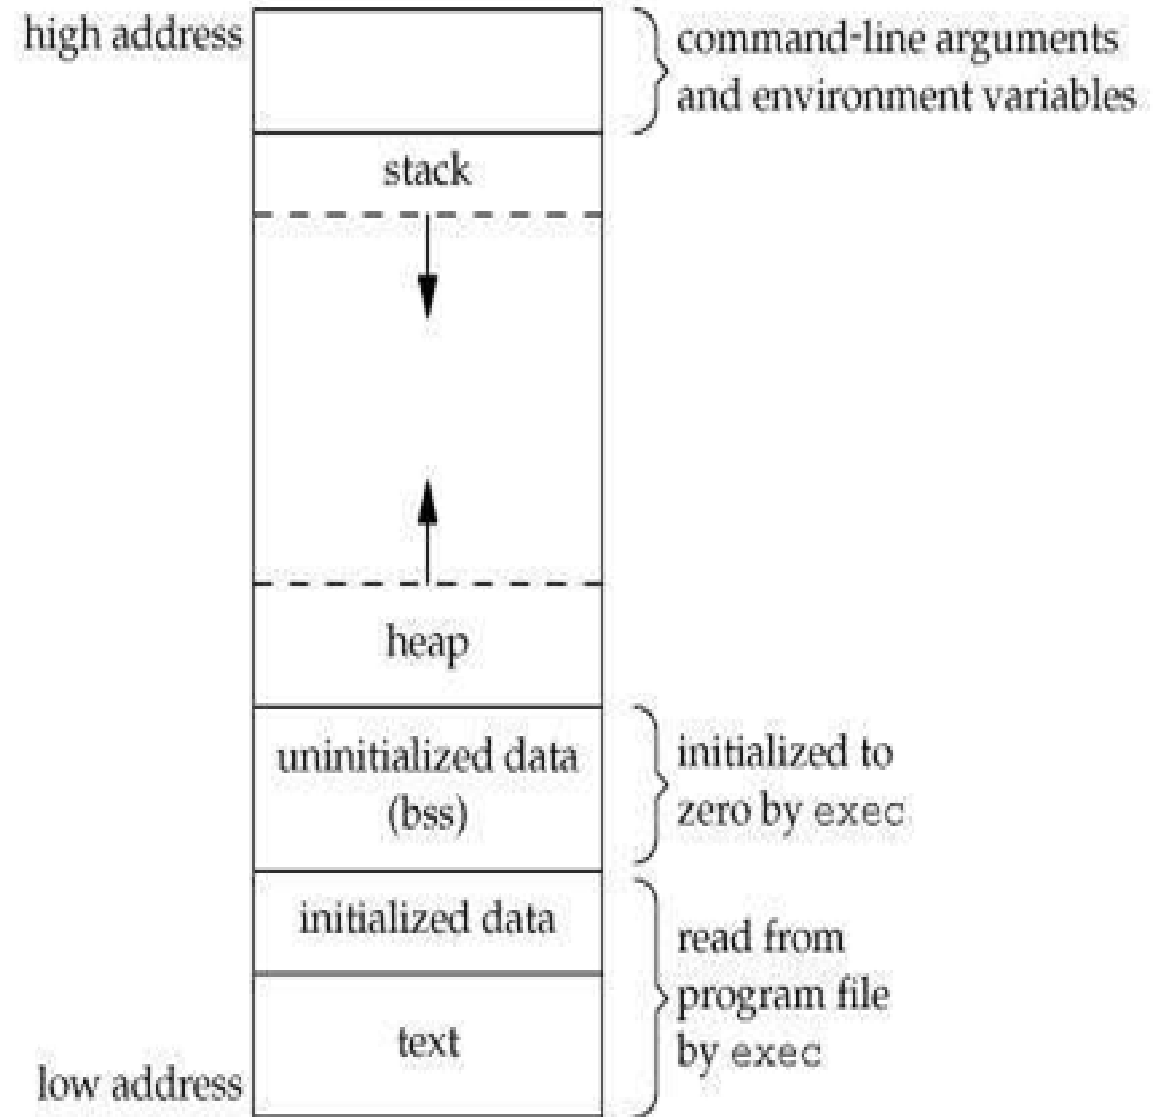 high address
command-line arguments
and environment variables
stack
heap
uninitialized data
(bss)
initialized to
zero by exec
initialized data
read from
program file
by exec
text
low address